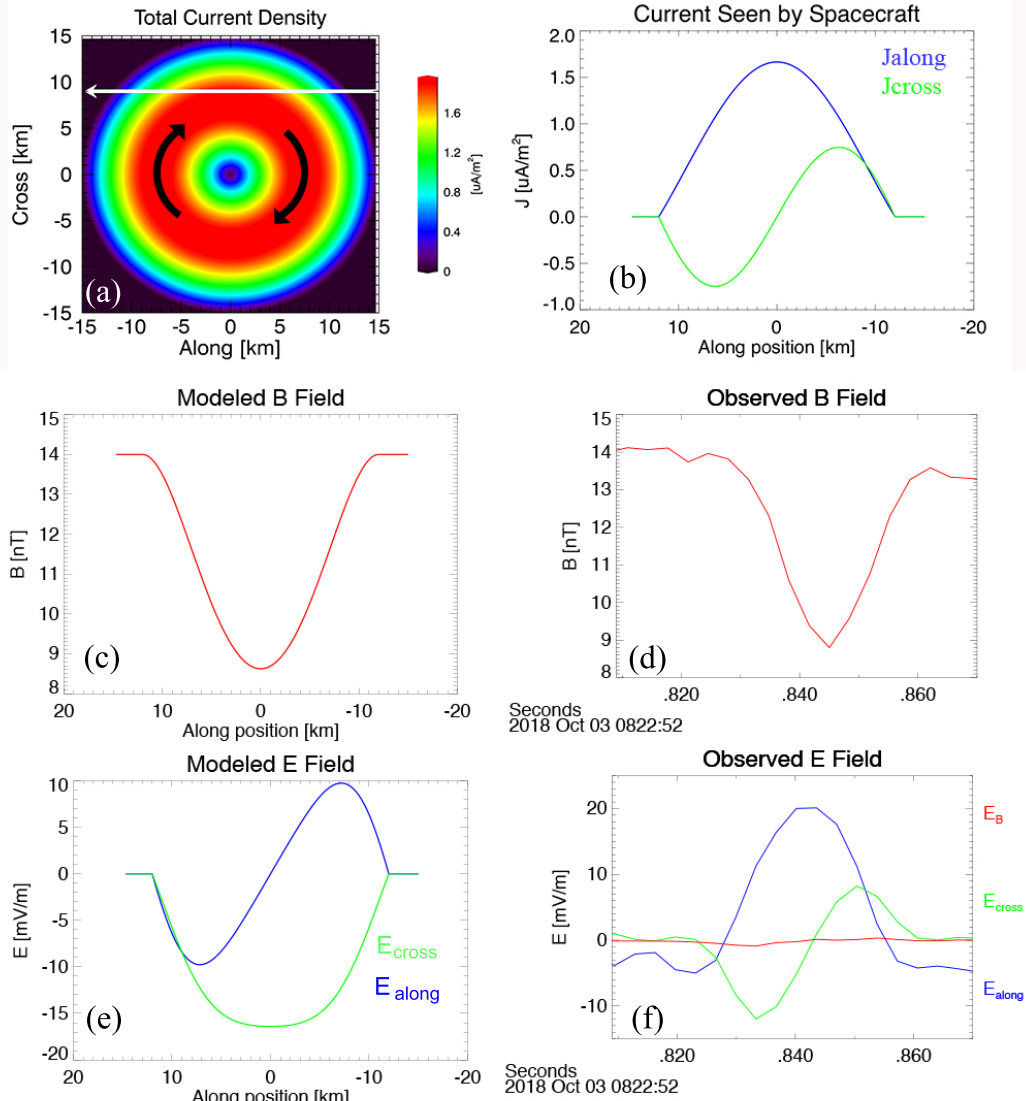 Total Current Density
15
10
5
0
-5
-10
-15
Cross [km]
-15 -10 -5 0 5 10 15
Along [km]
1.6
1.2
0.8
0.4
0
[uA/m²]
(a)
Current Seen by Spacecraft
2.0
1.5
1.0
0.5
0.0
-0.5
-1.0
J [uA/m²]
Jalong
Jcross
(b)
20 10 0 -10 -20
Along position [km]
Modeled B Field
15
14
13
12
11
10
9
8
B [nT]
(c)
20 10 0 -10 -20
Along position [km]
Observed B Field
15
14
13
12
11
10
9
8
B [nT]
(d)
.820 .840 .860
Seconds
2018 Oct 03 0822:52
Modeled E Field
10
5
0
-5
-10
-15
-20
E [mV/m]
Ecross
E along
(e)
20 10 0 -10 -20
Along position [km]
Observed E Field
20
10
0
-10
E [mV/m]
EB
Ecross
Ealong
(f)
.820 .840 .860
Seconds
2018 Oct 03 0822:52